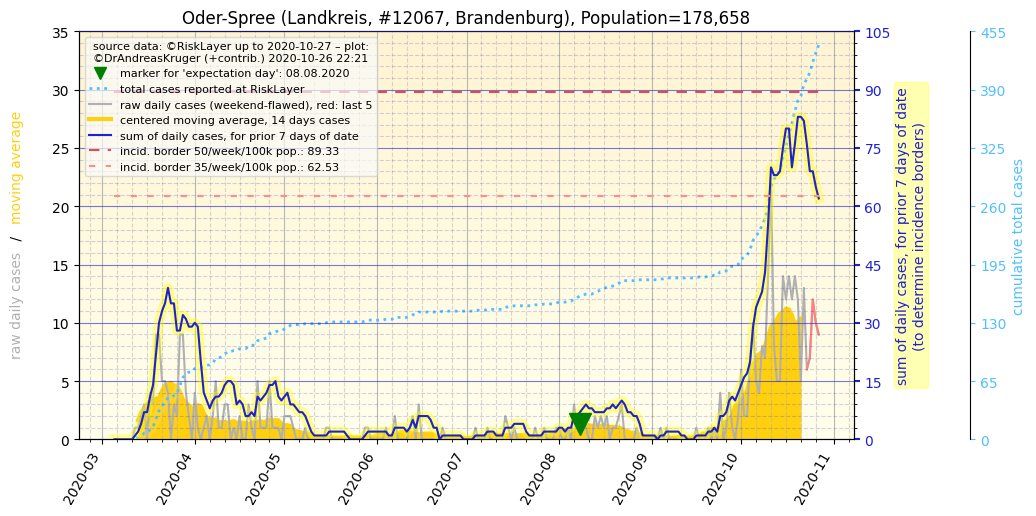 Oder-Spree (Landkreis, #12067, Brandenburg), Population=178,658
source data: ©RiskLayer up to 2020-10-27 – plot:
©DrAndreasKruger (+contrib.) 2020-10-26 22:21
marker for 'expectation day': 08.08.2020
total cases reported at RiskLayer
raw daily cases (weekend-flawed), red: last 5
centered moving average, 14 days cases
sum of daily cases, for prior 7 days of date
incid. border 50/week/100k pop.: 89.33
incid. border 35/week/100k pop.: 62.53
raw daily cases / moving average
35
30
25
20
15
10
5
0
2020-03
2020-04
2020-05
2020-06
2020-07
2020-08
2020-09
2020-10
2020-11
105
90
75
60
45
30
15
0
sum of daily cases, for prior 7 days of date
(to determine incidence borders)
455
390
325
260
195
130
65
0
cumulative total cases